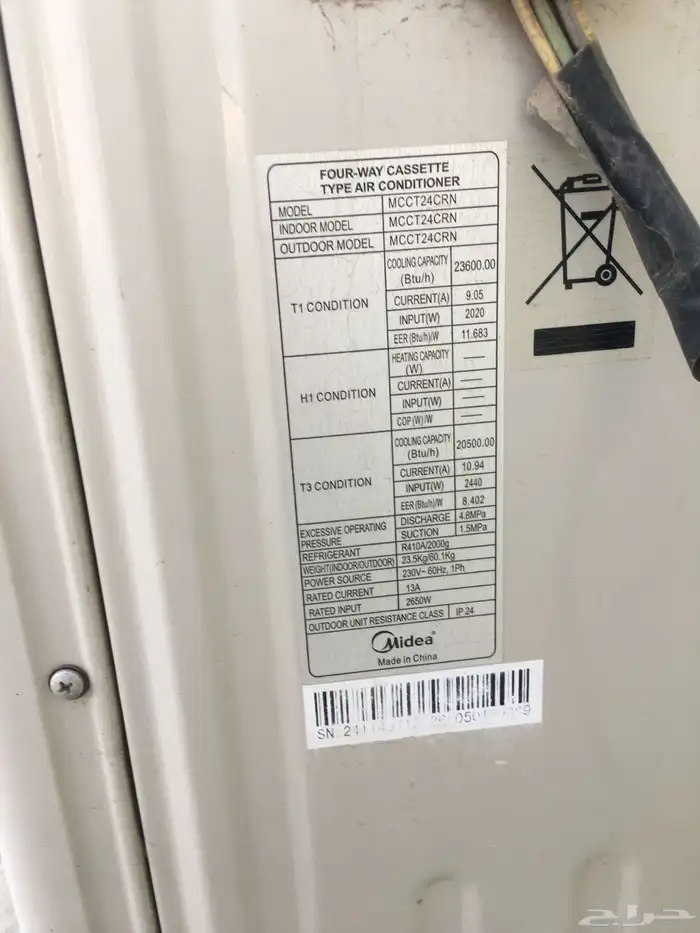 FOUR-WAY CASSETTE
TYPE AIR CONDITIONER
MODEL MCCT24CRN
INDOOR MODEL MCCT24CRN
OUTDOOR MODEL MCCT24CRN
T1 CONDITION
COOLING CAPACITY (Btu/h) 23600.00
CURRENT(A) 9.05
INPUT(W) 2020
EER (Btu/h)/W 11.683
H1 CONDITION
HEATING CAPACITY (W) —
CURRENT(A) —
INPUT(W) —
COP (W)/W —
T3 CONDITION
COOLING CAPACITY (Btu/h) 20500.00
CURRENT(A) 10.94
INPUT(W) 2440
EER (Btu/h)/W 8.402
EXCESSIVE OPERATING PRESSURE
DISCHARGE 4.8MPa
SUCTION 1.5MPa
REFRIGERANT R410A/2000g
WEIGHT(INDOOR/OUTDOOR) 23.5Kg/60.1Kg
POWER SOURCE 230V~ 60Hz, 1Ph
RATED CURRENT 13A
RATED INPUT 2650W
OUTDOOR UNIT RESISTANCE CLASS IP 24
Midea
Made in China
SN
حراج